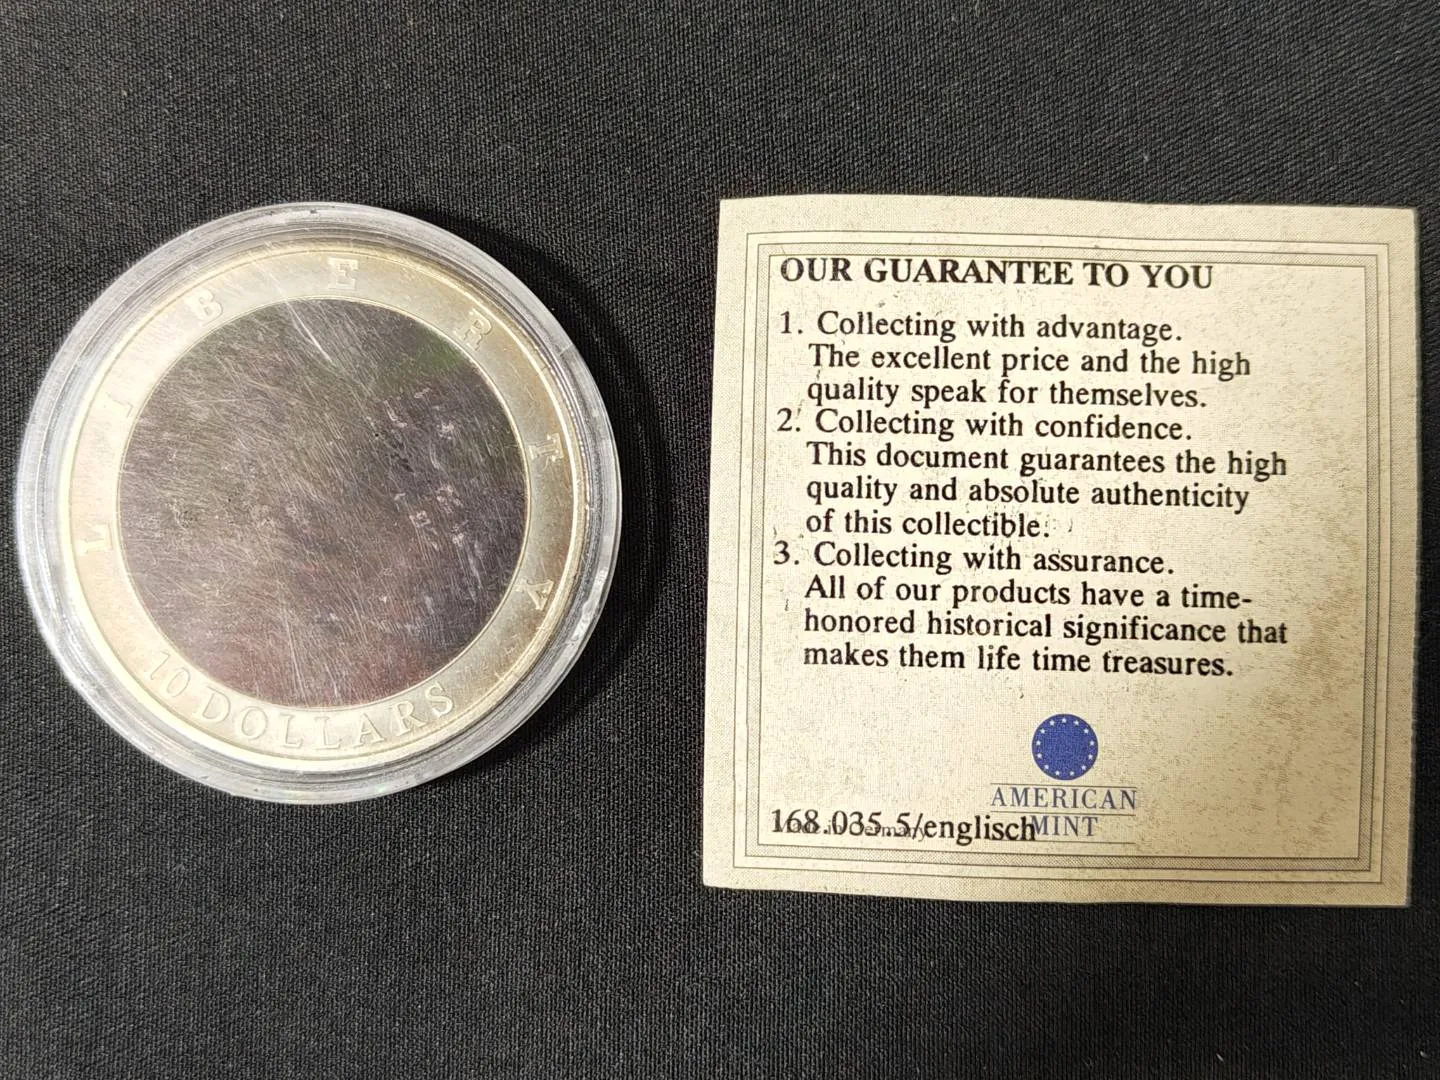 LIBERTY
10 DOLLARS
OUR GUARANTEE TO YOU
1. Collecting with advantage.
The excellent price and the high
quality speak for themselves.
2. Collecting with confidence.
This document guarantees the high
quality and absolute authenticity
of this collectible.
3. Collecting with assurance.
All of our products have a time-
honored historical significance that
makes them life time treasures.
AMERICAN
MINT
168.035.5/englisch
Made in Germany